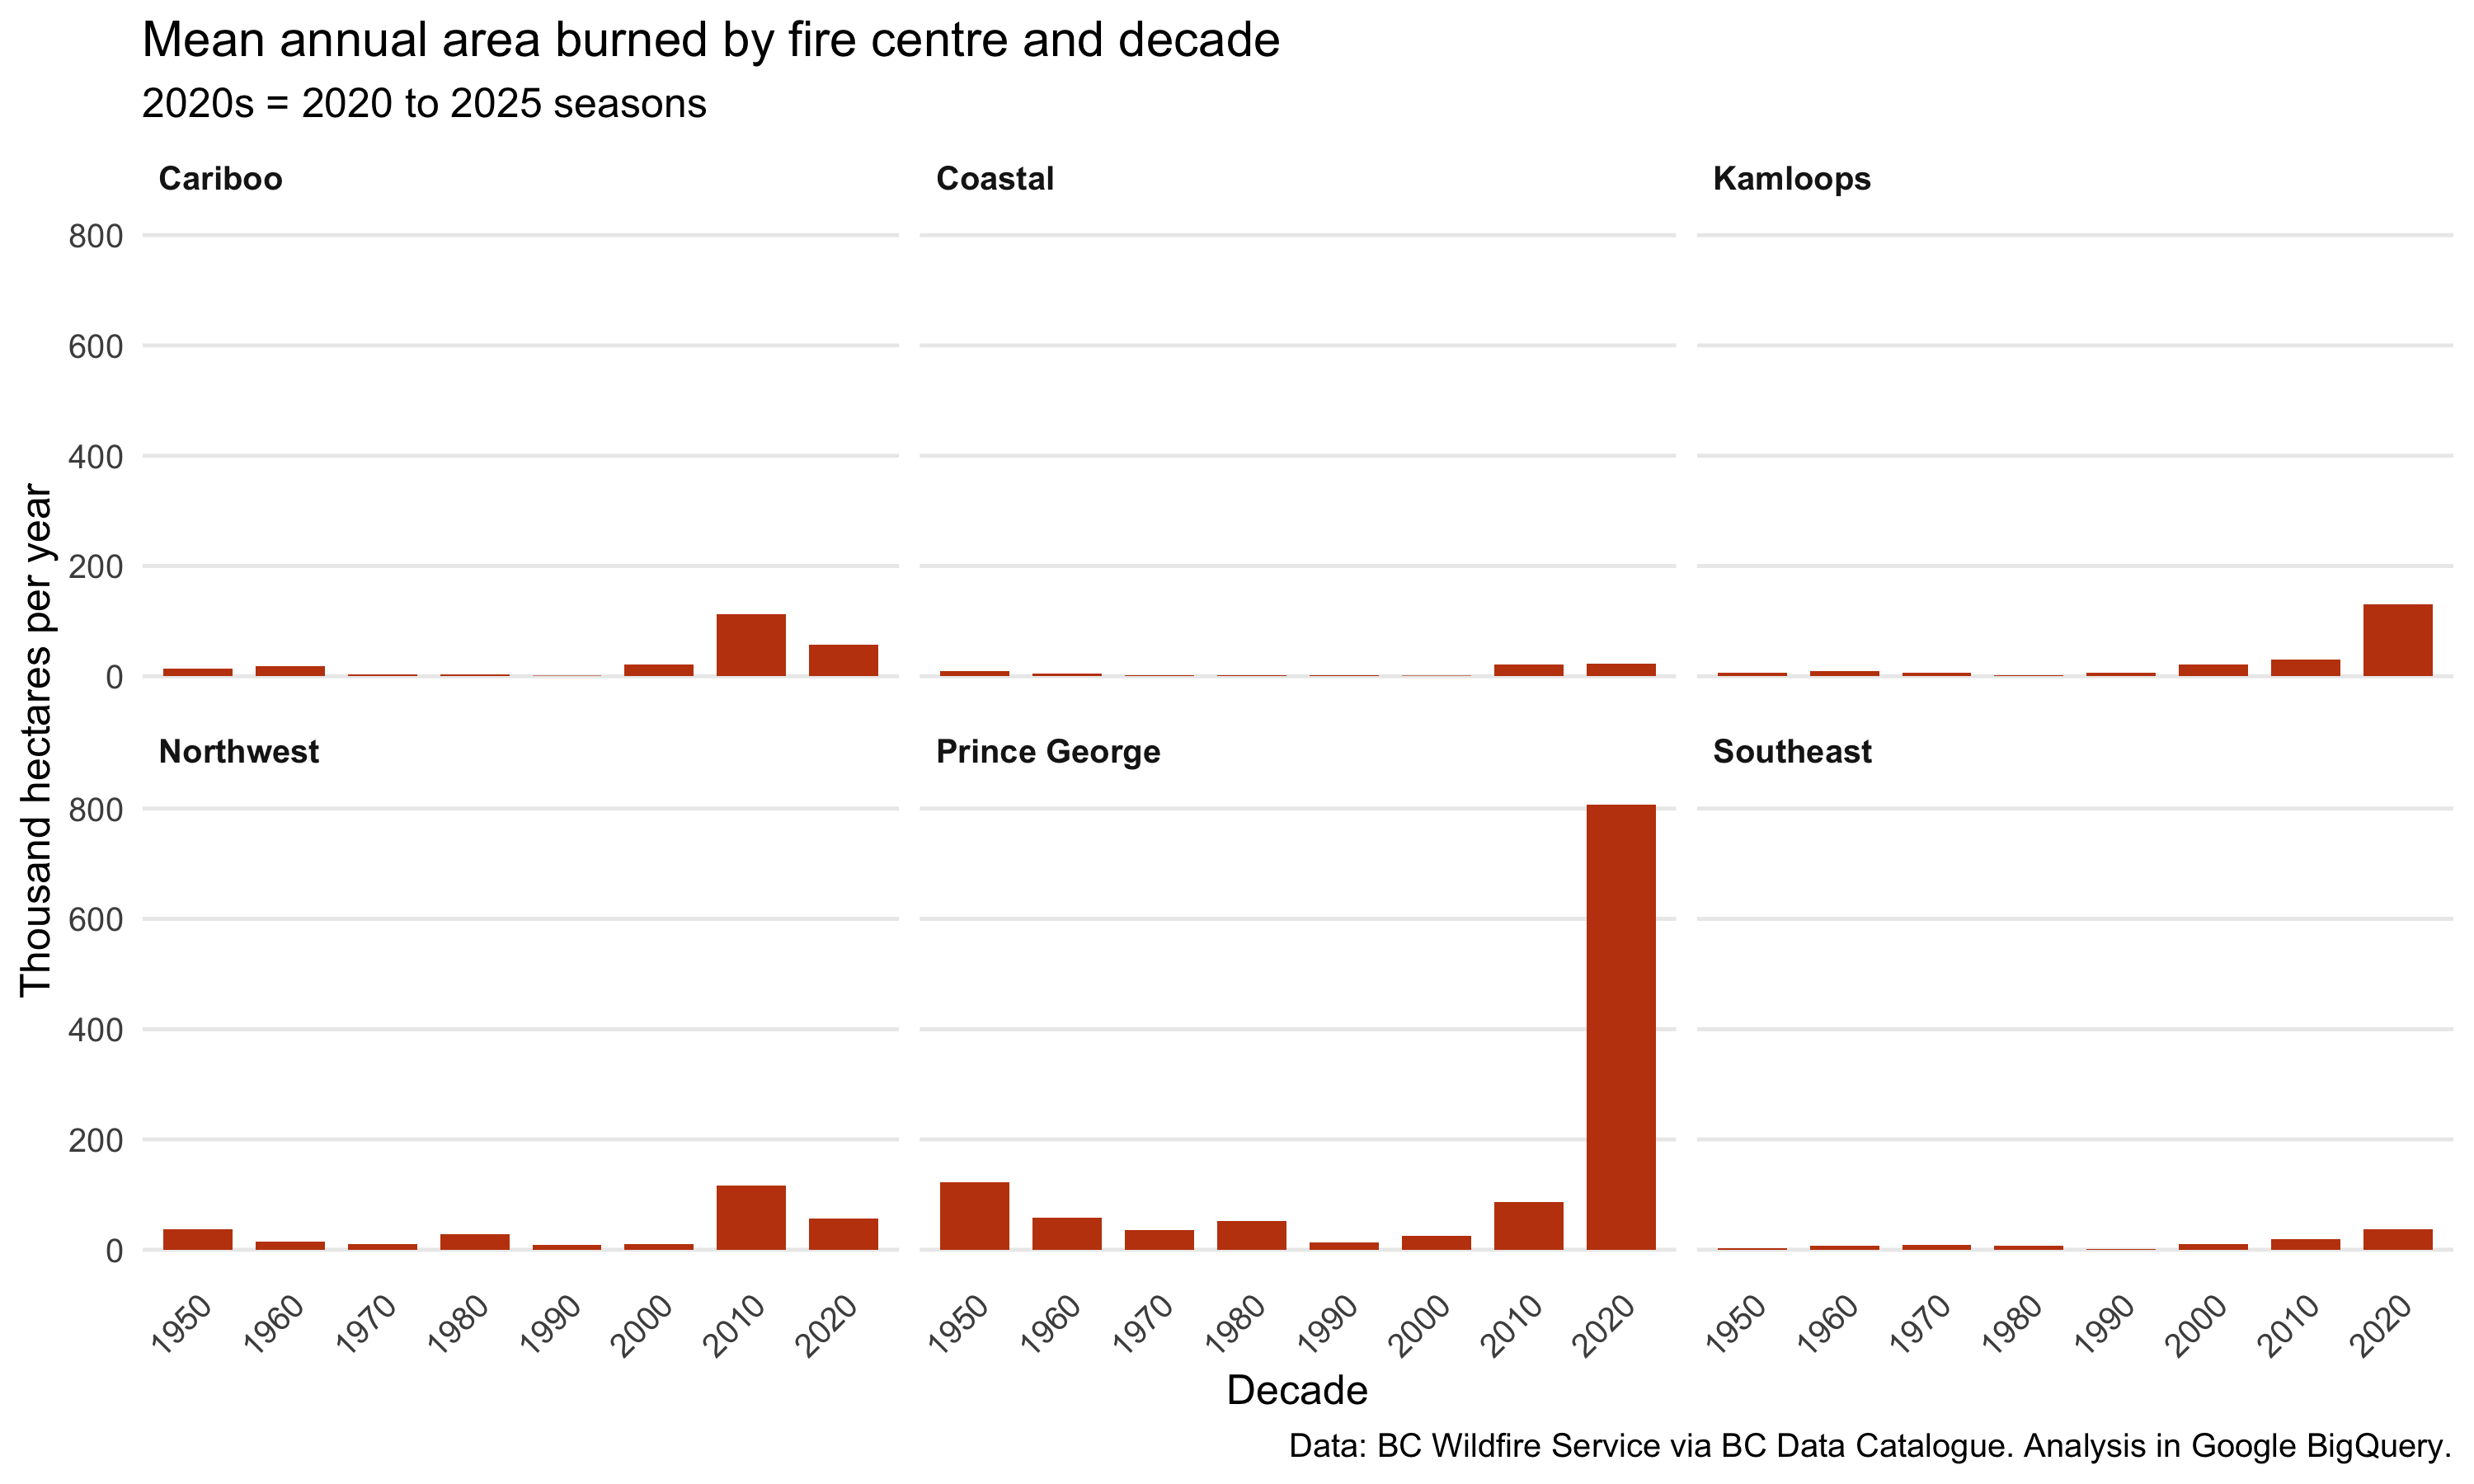 Mean annual area burned by fire centre and decade
2020s = 2020 to 2025 seasons
Cariboo
Coastal
Kamloops
800
600
400
200
0
Thousand hectares per year
Northwest
Prince George
Southeast
800
600
400
200
0
1950 1960 1970 1980 1990 2000 2010 2020
1950 1960 1970 1980 1990 2000 2010 2020
1950 1960 1970 1980 1990 2000 2010 2020
Decade
Data: BC Wildfire Service via BC Data Catalogue. Analysis in Google BigQuery.